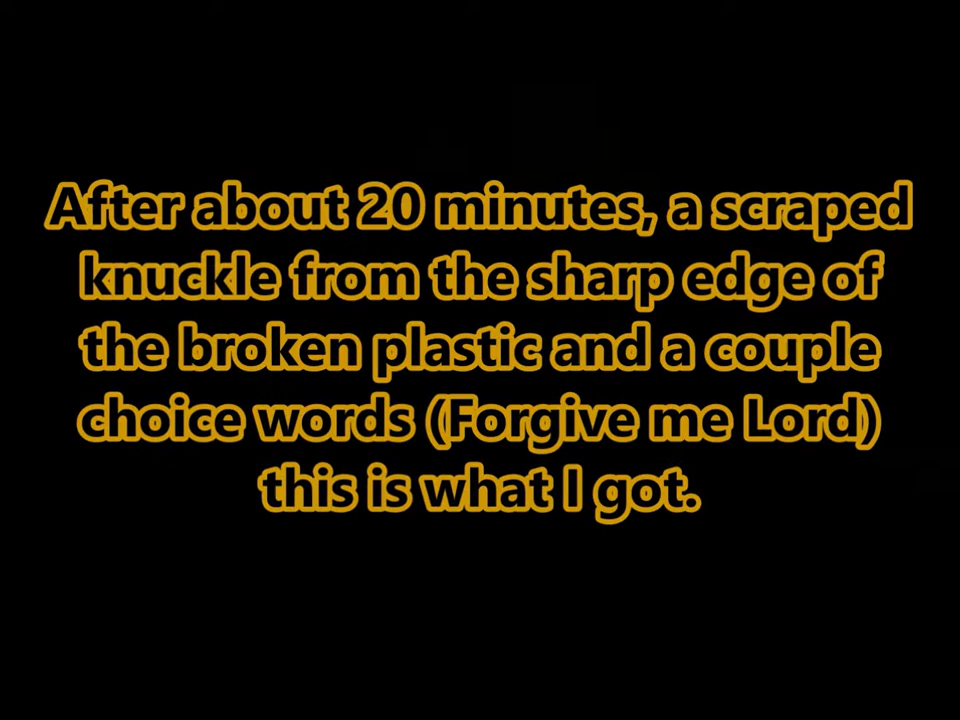 After about 20 minutes, a scraped
knuckle from the sharp edge of
the broken plastic and a couple
choice words (Forgive me Lord)
this is what I got.